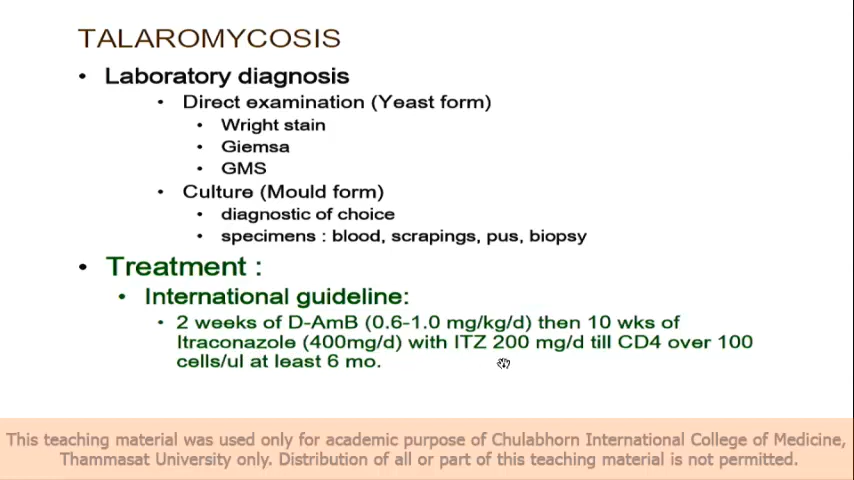 TALAROMYCOSIS
• Laboratory diagnosis
• Direct examination (Yeast form)
• Wright stain
• Giemsa
• GMS
• Culture (Mould form)
• diagnostic of choice
• specimens : blood, scrapings, pus, biopsy
• Treatment :
• International guideline:
• 2 weeks of D-AmB (0.6-1.0 mg/kg/d) then 10 wks of
Itraconazole (400mg/d) with ITZ 200 mg/d till CD4 over 100
cells/ul at least 6 mo.
This teaching material was used only for academic purpose of Chulabhorn International College of Medicine,
Thammasat University only. Distribution of all or part of this teaching material is not permitted.